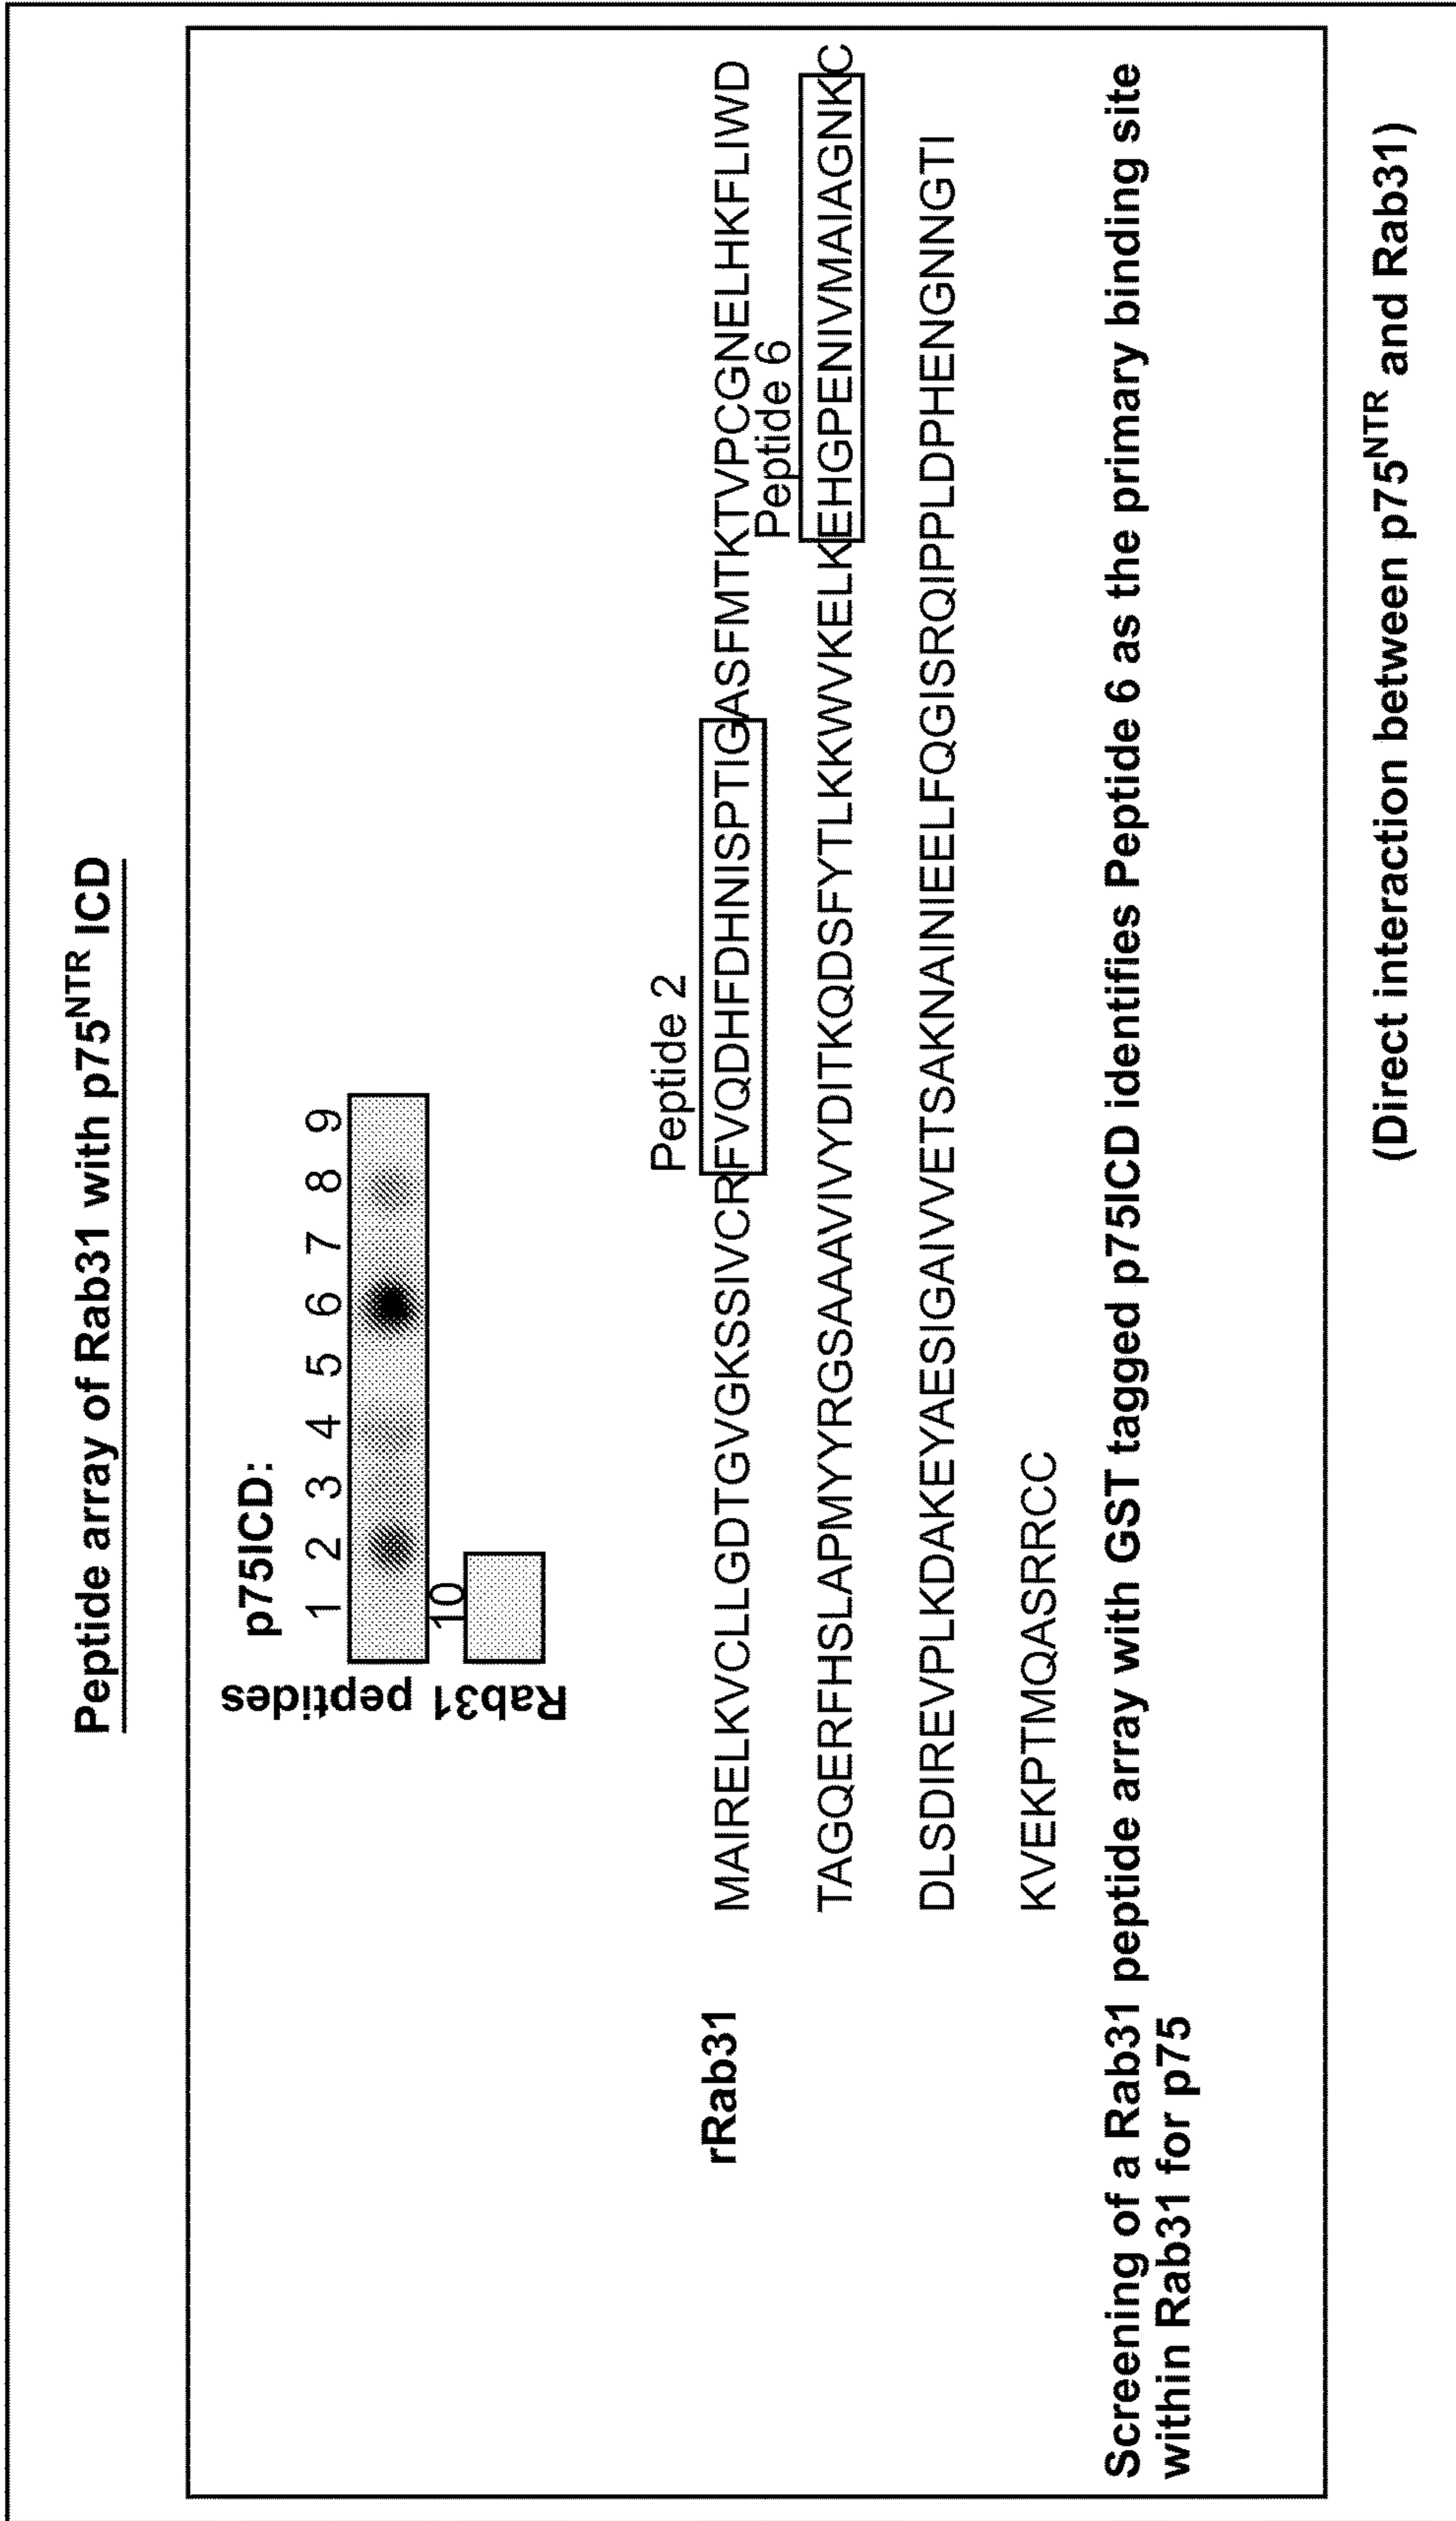 Peptide array of Rab31 with p75NTR ICD
p75ICD:
1 2 3 4 5 6 7 8 9
10
Rab31 peptides
Peptide 2
rRab31
MAIRELKVCLLGDTGVGKSSIVCRFVQDHFDHNISPTIGASFMTKTVPCGNELHKFLIWD
Peptide 6
TAGQERFHSLAPMYYRGSAAAVIVYDITKQDSFYTLKKWVKELKEHGPENIVMAIAGNKC
DLSDIREVPLKDAKEYAESIGAIVVETSAKNAINIEELFQGISRQIPPLDPHENGNNGTI
KVEKPTMQASRRCC
Screening of a Rab31 peptide array with GST tagged p75ICD identifies Peptide 6 as the primary binding site
within Rab31 for p75
(Direct interaction between p75NTR and Rab31)